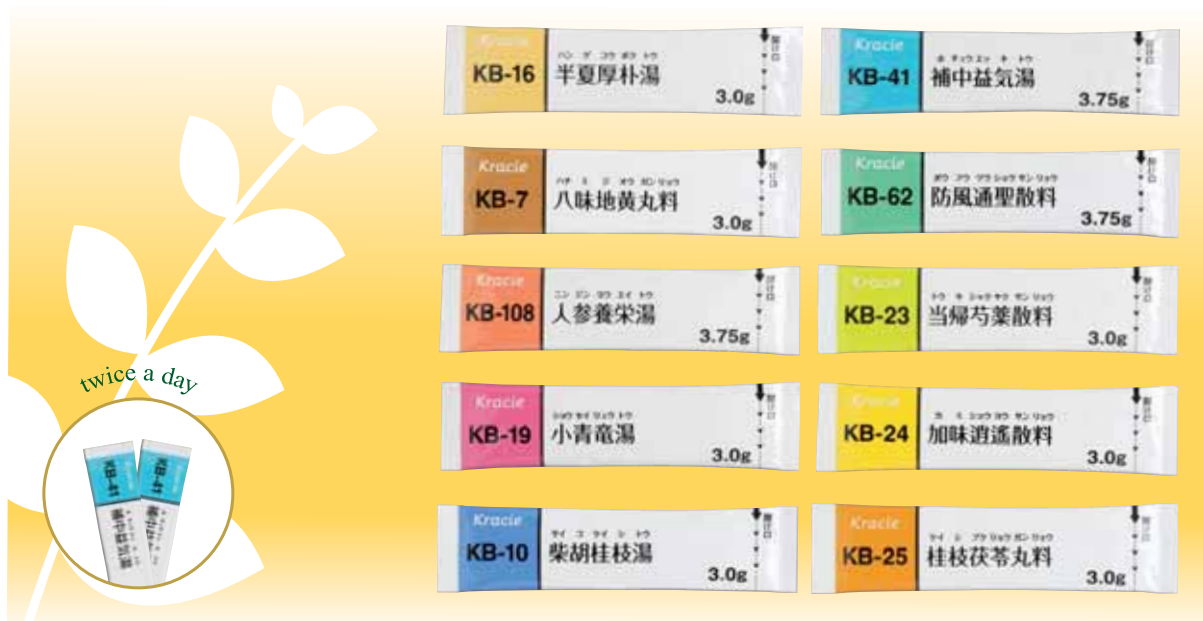 Kracie
KB-16
ハン ゲ コウ ボク トウ
半夏厚朴湯
3.0g
Kracie
KB-41
ホ チュウ エッ キ トウ
補中益気湯
3.75g
Kracie
KB-7
ハチ ミ ジ オウ ガン リョウ
八味地黄丸料
3.0g
Kracie
KB-62
ボウ フウ ツウ ショウ サン リョウ
防風通聖散料
3.75g
Kracie
KB-108
ニン ジン ヨウ エイ トウ
人参養栄湯
3.75g
Kracie
KB-23
トウ キ シャク ヤク サン リョウ
当帰芍薬散料
3.0g
twice a day
KB-41
KB-41
Kracie
KB-19
ショウ セイ リュウ トウ
小青竜湯
3.0g
Kracie
KB-24
カ ミ ショウ ヨウ サン リョウ
加味逍遙散料
3.0g
Kracie
KB-10
サイ コ ケイ シ トウ
柴胡桂枝湯
3.0g
Kracie
KB-25
ケイ シ ブク リョウ ガン リョウ
桂枝茯苓丸料
3.0g